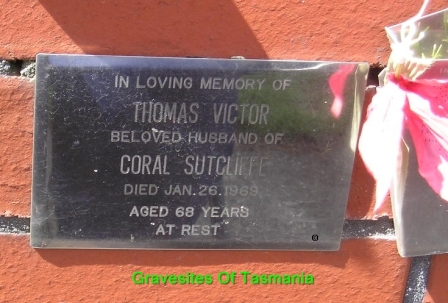 IN LOVING MEMORY OF
THOMAS VICTOR
BELOVED HUSBAND OF
CORAL SUTCLIFFE
DIED JAN. 26. 1969
AGED 68 YEARS
AT REST
Gravesites Of Tasmania